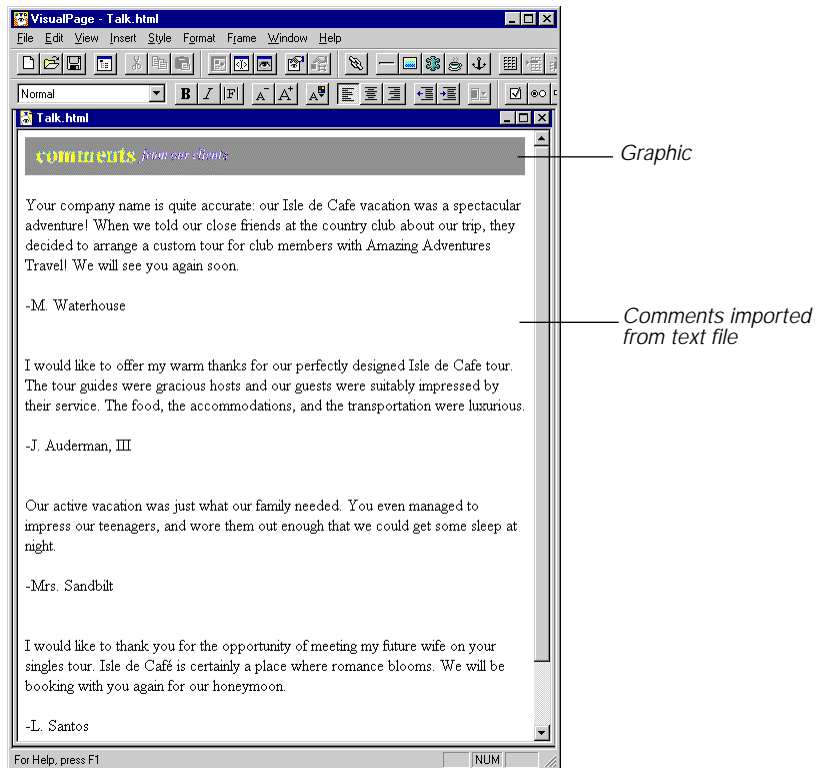 VisualPage - Talk.html
File Edit View Insert Style Format Frame Window Help
Normal
B I F A A A
Talk.html
comments from our clients
Graphic
Your company name is quite accurate: our Isle de Cafe vacation was a spectacular
adventure! When we told our close friends at the country club about our trip, they
decided to arrange a custom tour for club members with Amazing Adventures
Travel! We will see you again soon.
-M. Waterhouse
Comments imported
from text file
I would like to offer my warm thanks for our perfectly designed Isle de Cafe tour.
The tour guides were gracious hosts and our guests were suitably impressed by
their service. The food, the accommodations, and the transportation were luxurious.
-J. Auderman, III
Our active vacation was just what our family needed. You even managed to
impress our teenagers, and wore them out enough that we could get some sleep at
night.
-Mrs. Sandbilt
I would like to thank you for the opportunity of meeting my future wife on your
singles tour. Isle de Café is certainly a place where romance blooms. We will be
booking with you again for our honeymoon.
-L. Santos
For Help, press F1
NUM